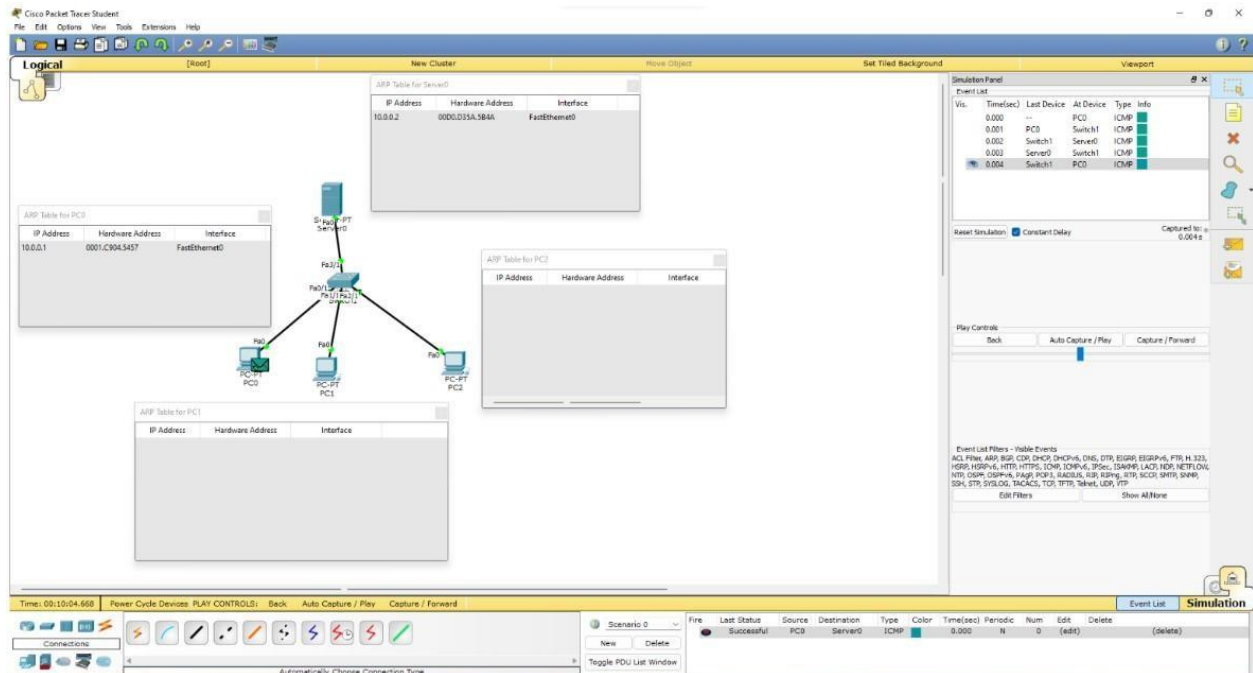 Cisco Packet Tracer Student
File Edit Options View Tools Extensions Help
Logical [Root] New Cluster Move Object Set Tiled Background Viewport
ARP Table for Server0
IP Address Hardware Address Interface
10.0.0.2 00D0.D35A.5B4A FastEthernet0
ARP Table for PC0
IP Address Hardware Address Interface
10.0.0.1 0001.C904.5457 FastEthernet0
Server0
Fa3/1
ARP Table for PC2
IP Address Hardware Address Interface
Fa0
PC-PT
PC0
Fa0
PC-PT
PC1
Fa0
PC-PT
PC2
ARP Table for PC1
IP Address Hardware Address Interface
Simulation Panel
Event List
Vis. Time(sec) Last Device At Device Type Info
0.000 -- PC0 ICMP
0.001 PC0 Switch1 ICMP
0.002 Switch1 Server0 ICMP
0.003 Server0 Switch1 ICMP
0.004 Switch1 PC0 ICMP
Reset Simulation Constant Delay Captured to:
0.004 s
Play Controls
Back Auto Capture / Play Capture / Forward
Event List Filters - Visible Events
ACL Filter, ARP, BGP, CDP, DHCP, DHCPv6, DNS, DTP, EIGRP, EIGRPv6, FTP, H.323,
HSRP, HSRPv6, HTTP, HTTPS, ICMP, ICMPv6, IPSec, ISAKMP, LACP, NDP, NETFLOW,
NTP, OSPF, OSPFv6, PAgP, POP3, RADIUS, RIP, RIPng, RTP, SCCP, SMTP, SNMP,
SSH, STP, SYSLOG, TACACS, TCP, TFTP, Telnet, UDP, VTP
Edit Filters Show All/None
Time: 00:10:04.668 Power Cycle Devices PLAY CONTROLS: Back Auto Capture / Play Capture / Forward Event List Simulation
Connections
Automatically Choose Connection Type
Scenario 0
New Delete
Toggle PDU List Window
Fire Last Status Source Destination Type Color Time(sec) Periodic Num Edit Delete
Successful PC0 Server0 ICMP 0.000 N 0 (edit) (delete)